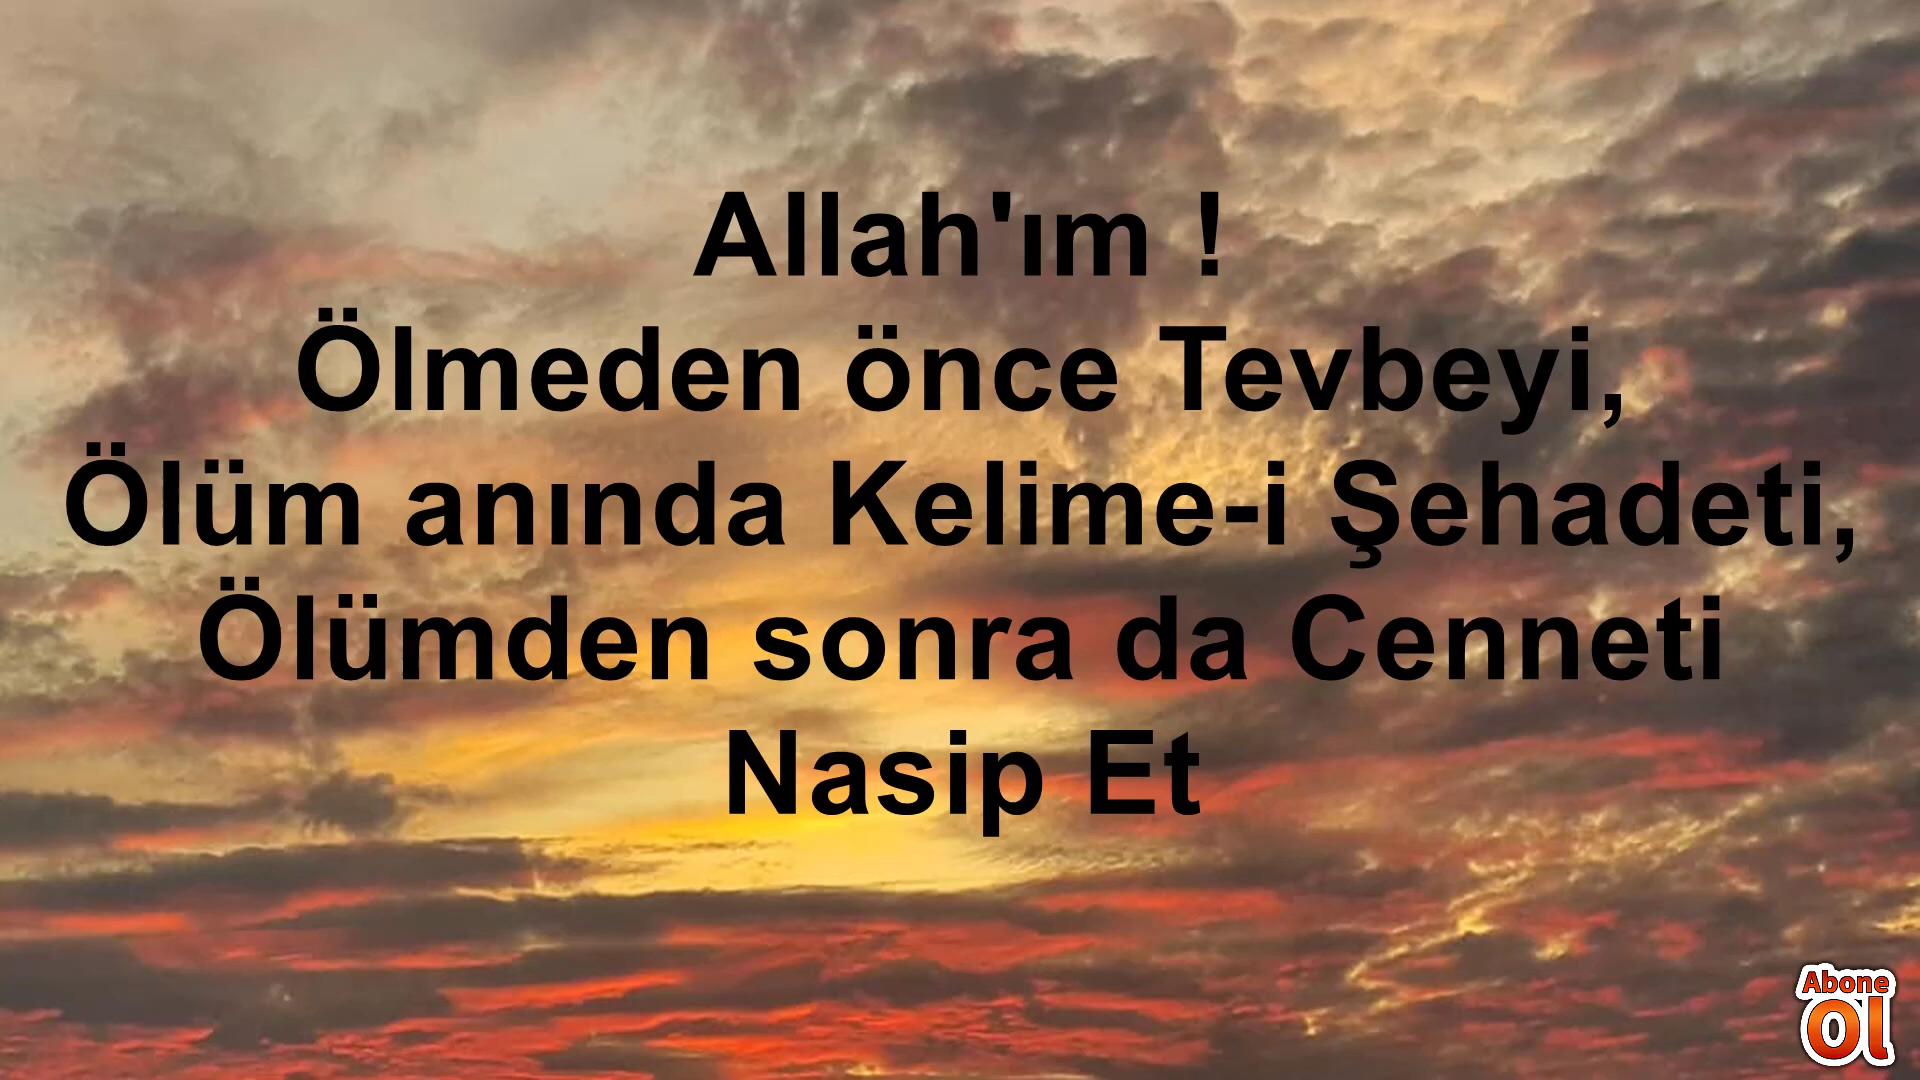 Allah'ım !
Ölmeden önce Tevbeyi,
Ölüm anında Kelime-i Şehadeti,
Ölümden sonra da Cenneti
Nasip Et
Abone
Ol